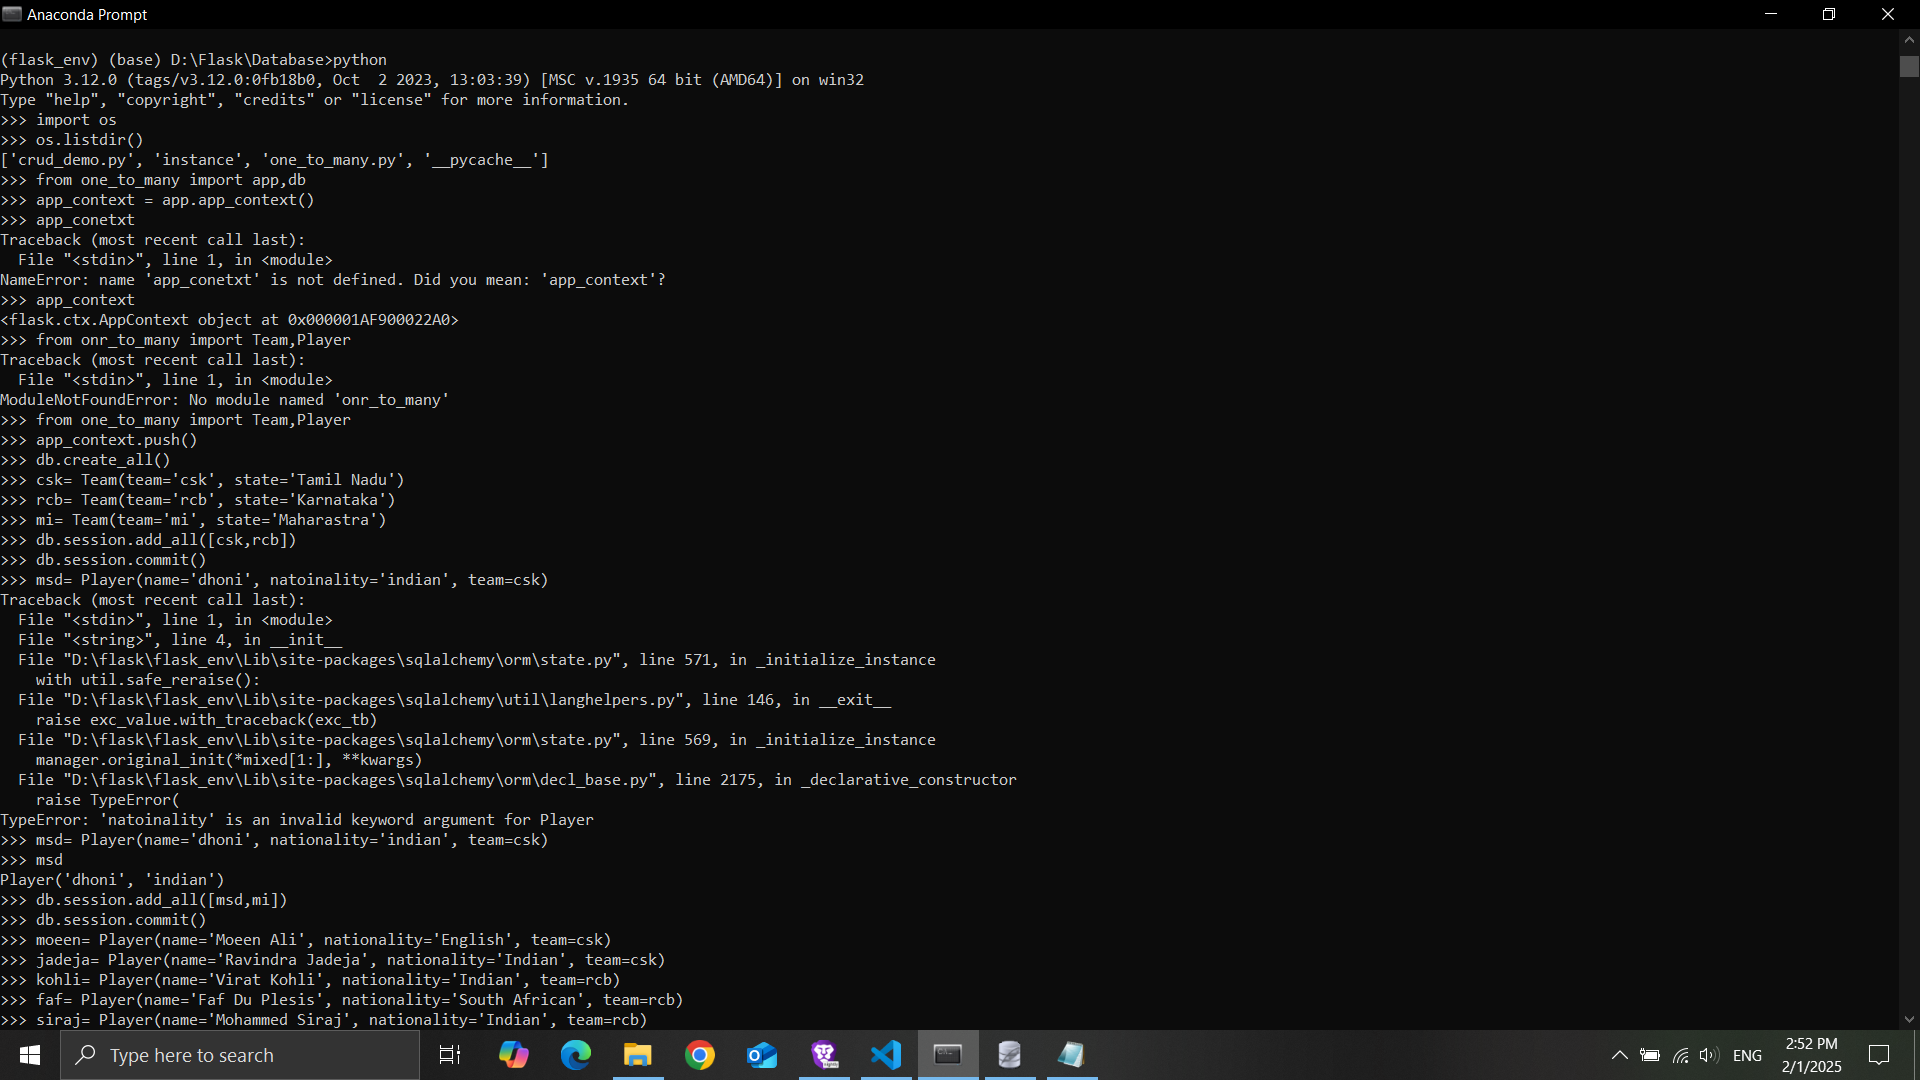 Anaconda Prompt
(flask_env) (base) D:\Flask\Database>python
Python 3.12.0 (tags/v3.12.0:0fb18b0, Oct  2 2023, 13:03:39) [MSC v.1935 64 bit (AMD64)] on win32
Type "help", "copyright", "credits" or "license" for more information.
>>> import os
>>> os.listdir()
['crud_demo.py', 'instance', 'one_to_many.py', '__pycache__']
>>> from one_to_many import app,db
>>> app_context = app.app_context()
>>> app_conetxt
Traceback (most recent call last):
  File "<stdin>", line 1, in <module>
NameError: name 'app_conetxt' is not defined. Did you mean: 'app_context'?
>>> app_context
<flask.ctx.AppContext object at 0x000001AF900022A0>
>>> from onr_to_many import Team,Player
Traceback (most recent call last):
  File "<stdin>", line 1, in <module>
ModuleNotFoundError: No module named 'onr_to_many'
>>> from one_to_many import Team,Player
>>> app_context.push()
>>> db.create_all()
>>> csk= Team(team='csk', state='Tamil Nadu')
>>> rcb= Team(team='rcb', state='Karnataka')
>>> mi= Team(team='mi', state='Maharastra')
>>> db.session.add_all([csk,rcb])
>>> db.session.commit()
>>> msd= Player(name='dhoni', natoinality='indian', team=csk)
Traceback (most recent call last):
  File "<stdin>", line 1, in <module>
  File "<string>", line 4, in __init__
  File "D:\flask\flask_env\Lib\site-packages\sqlalchemy\orm\state.py", line 571, in _initialize_instance
    with util.safe_reraise():
  File "D:\flask\flask_env\Lib\site-packages\sqlalchemy\util\langhelpers.py", line 146, in __exit__
    raise exc_value.with_traceback(exc_tb)
  File "D:\flask\flask_env\Lib\site-packages\sqlalchemy\orm\state.py", line 569, in _initialize_instance
    manager.original_init(*mixed[1:], **kwargs)
  File "D:\flask\flask_env\Lib\site-packages\sqlalchemy\orm\decl_base.py", line 2175, in _declarative_constructor
    raise TypeError(
TypeError: 'natoinality' is an invalid keyword argument for Player
>>> msd= Player(name='dhoni', nationality='indian', team=csk)
>>> msd
Player('dhoni', 'indian')
>>> db.session.add_all([msd,mi])
>>> db.session.commit()
>>> moeen= Player(name='Moeen Ali', nationality='English', team=csk)
>>> jadeja= Player(name='Ravindra Jadeja', nationality='Indian', team=csk)
>>> kohli= Player(name='Virat Kohli', nationality='Indian', team=rcb)
>>> faf= Player(name='Faf Du Plesis', nationality='South African', team=rcb)
>>> siraj= Player(name='Mohammed Siraj', nationality='Indian', team=rcb)
Type here to search
ENG
2:52 PM
2/1/2025